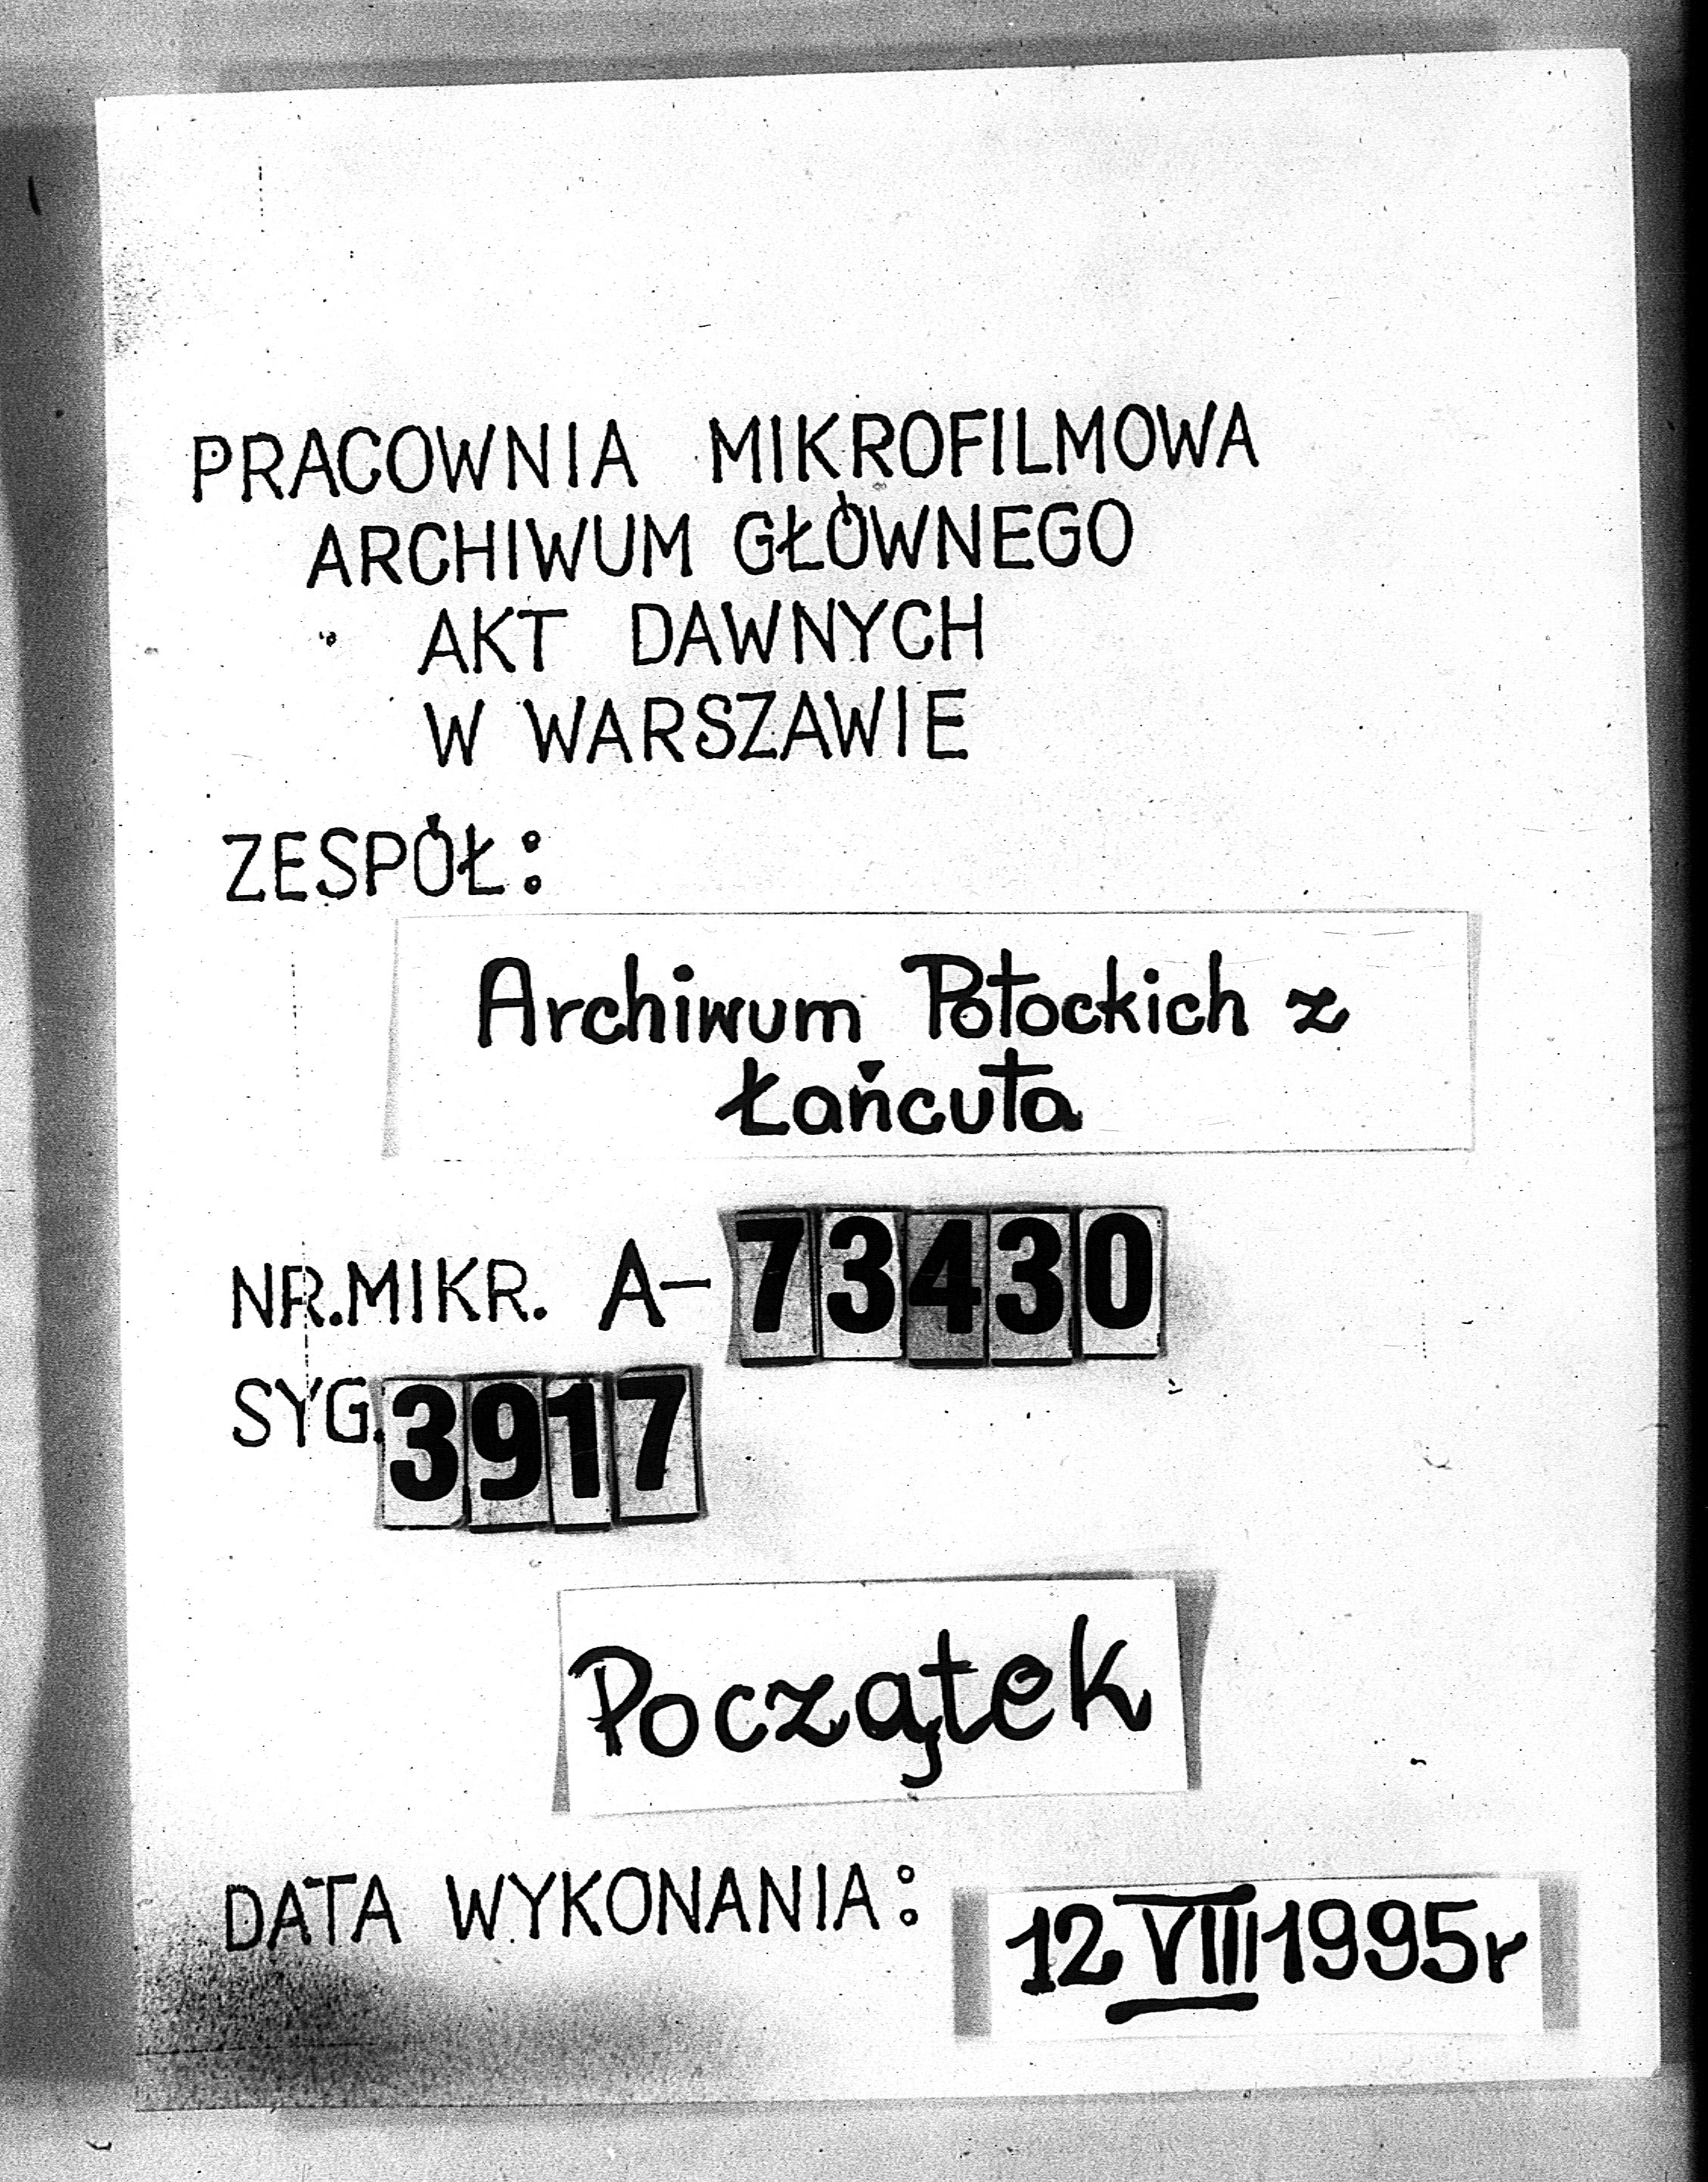 PRACOWNIA MIKROFILMOWA
ARCHIWUM GŁÓWNEGO
AKT DAWNYCH
W WARSZAWIE
ZESPÓŁ:
Archiwum Potockich z
Łańcuta
NR.MIKR. A-73430
SYG.3917
Początek
DATA WYKONANIA: 12 VIII 1995r